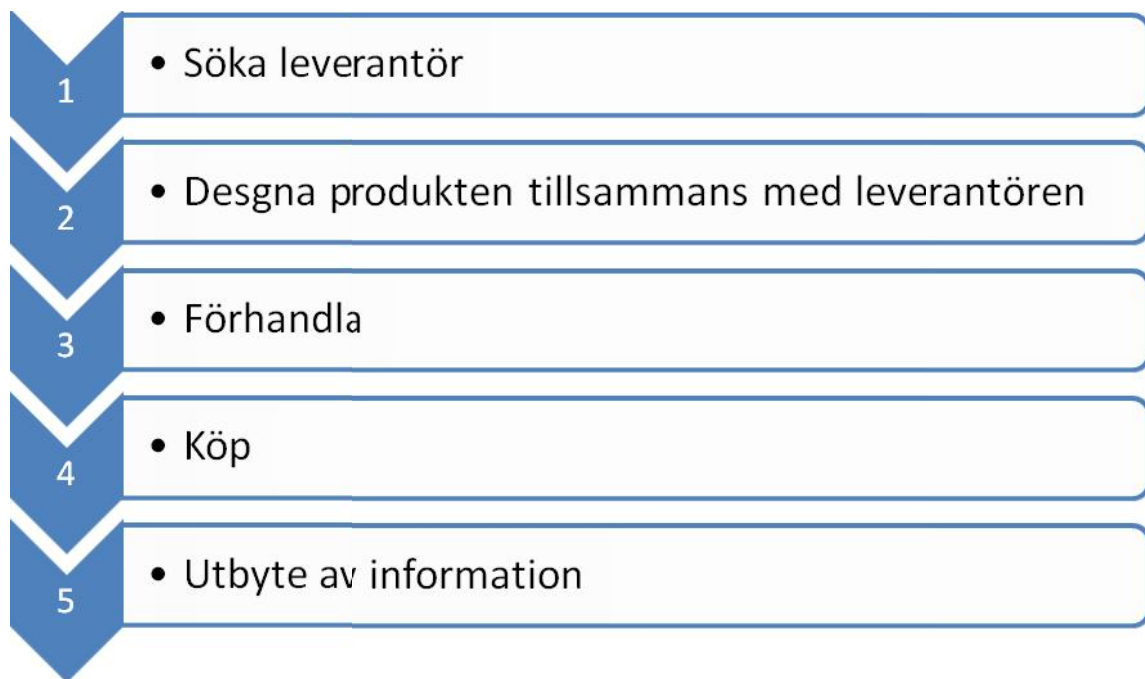 1
• Söka leverantör
2
• Desgna produkten tillsammans med leverantören
3
• Förhandla
4
• Köp
5
• Utbyte av information